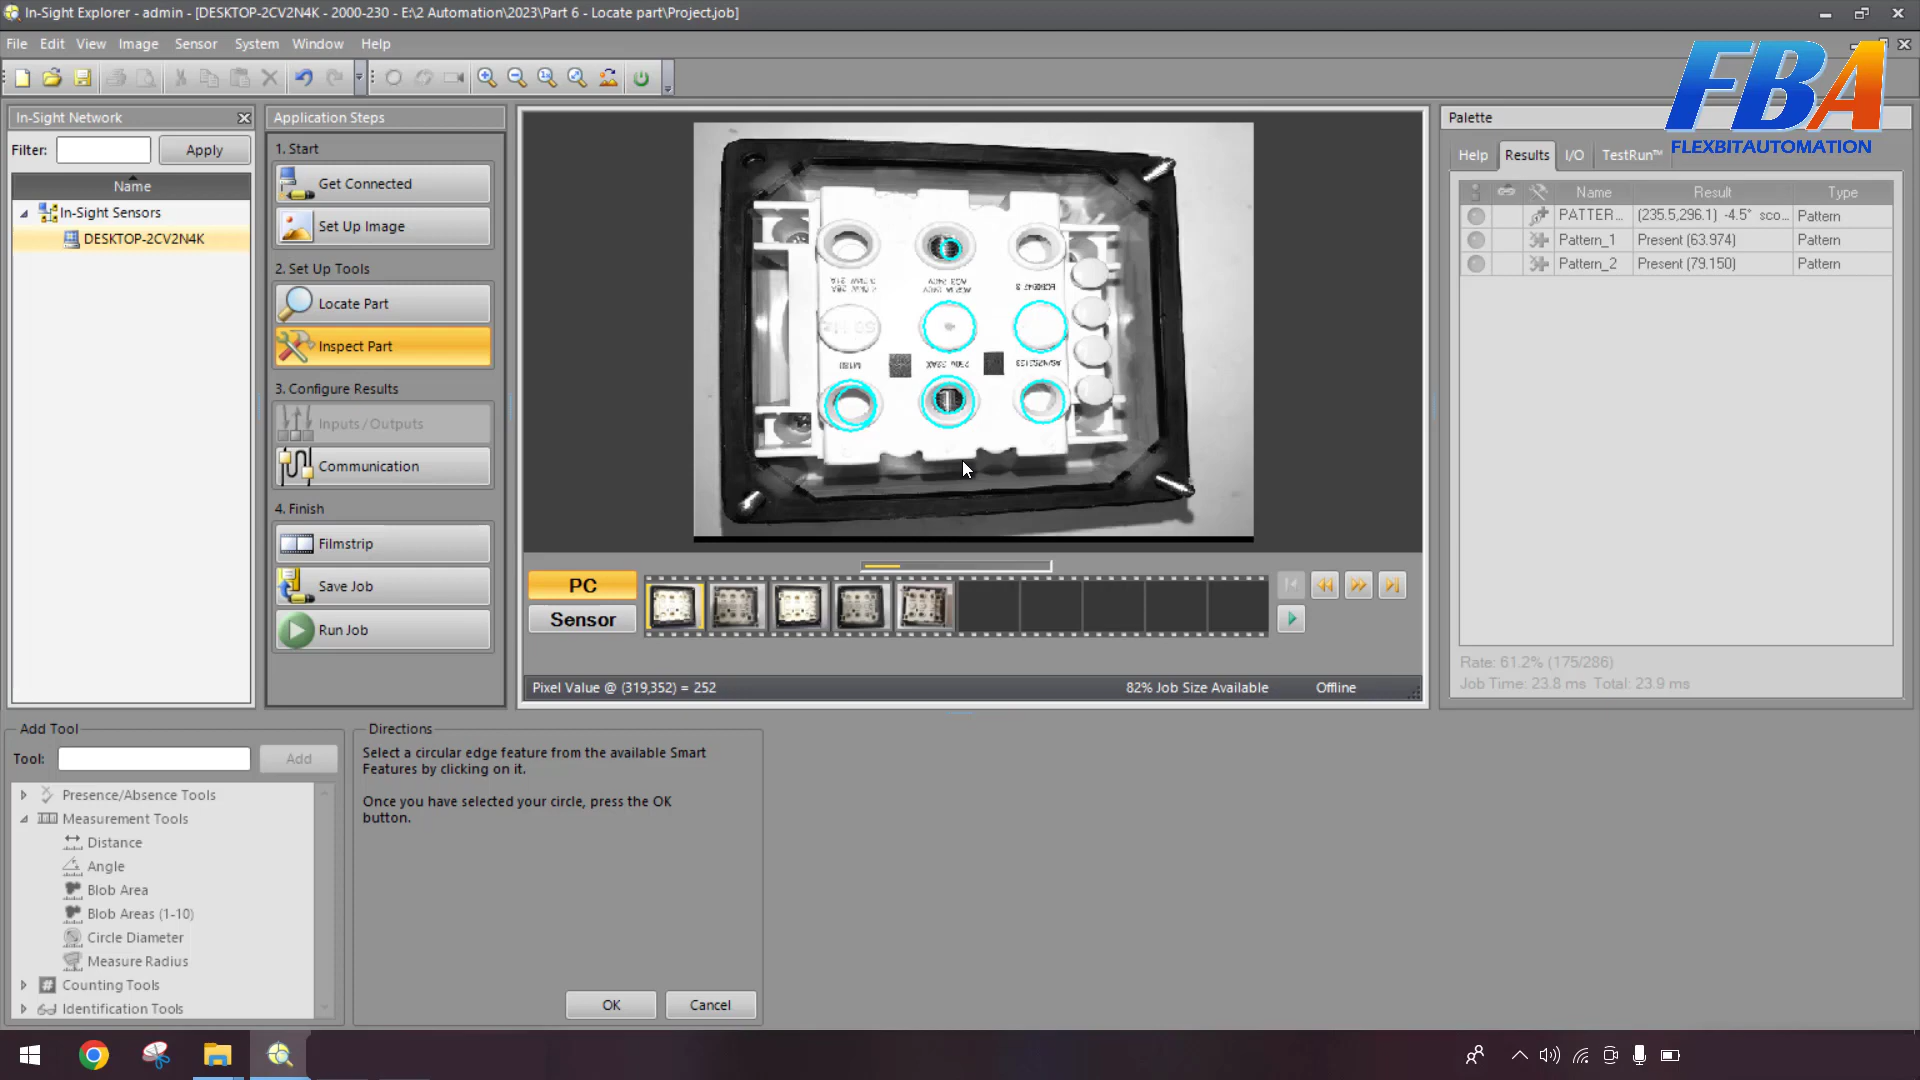 In-Sight Explorer - admin - [DESKTOP-2CV2N4K - 2000-230 - E:\2 Automation\2023\Part 6 - Locate part\Project.job]
File Edit View Image Sensor System Window Help
FBA
FLEXBITAUTOMATION
In-Sight Network
Filter:
Apply
Name
In-Sight Sensors
DESKTOP-2CV2N4K
Application Steps
1. Start
Get Connected
Set Up Image
2. Set Up Tools
Locate Part
Inspect Part
3. Configure Results
Inputs/Outputs
Communication
4. Finish
Filmstrip
Save Job
Run Job
PC
Sensor
Pixel Value @ (319,352) = 252
82% Job Size Available
Offline
Palette
Help Results I/O TestRun™
Name Result Type
PATTER... (235.5,296.1) -4.5° sco... Pattern
Pattern_1 Present (63.974) Pattern
Pattern_2 Present (79.150) Pattern
Rate: 61.2% (175/286)
Job Time: 23.8 ms Total: 23.9 ms
Add Tool
Tool:
Add
Presence/Absence Tools
Measurement Tools
Distance
Angle
Blob Area
Blob Areas (1-10)
Circle Diameter
Measure Radius
Counting Tools
Identification Tools
Directions
Select a circular edge feature from the available Smart
Features by clicking on it.
Once you have selected your circle, press the OK
button.
OK
Cancel